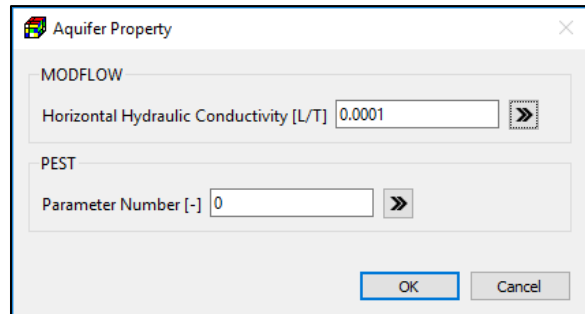 Aquifer Property
MODFLOW
Horizontal Hydraulic Conductivity [L/T] 0.0001
PEST
Parameter Number [-] 0
OK Cancel